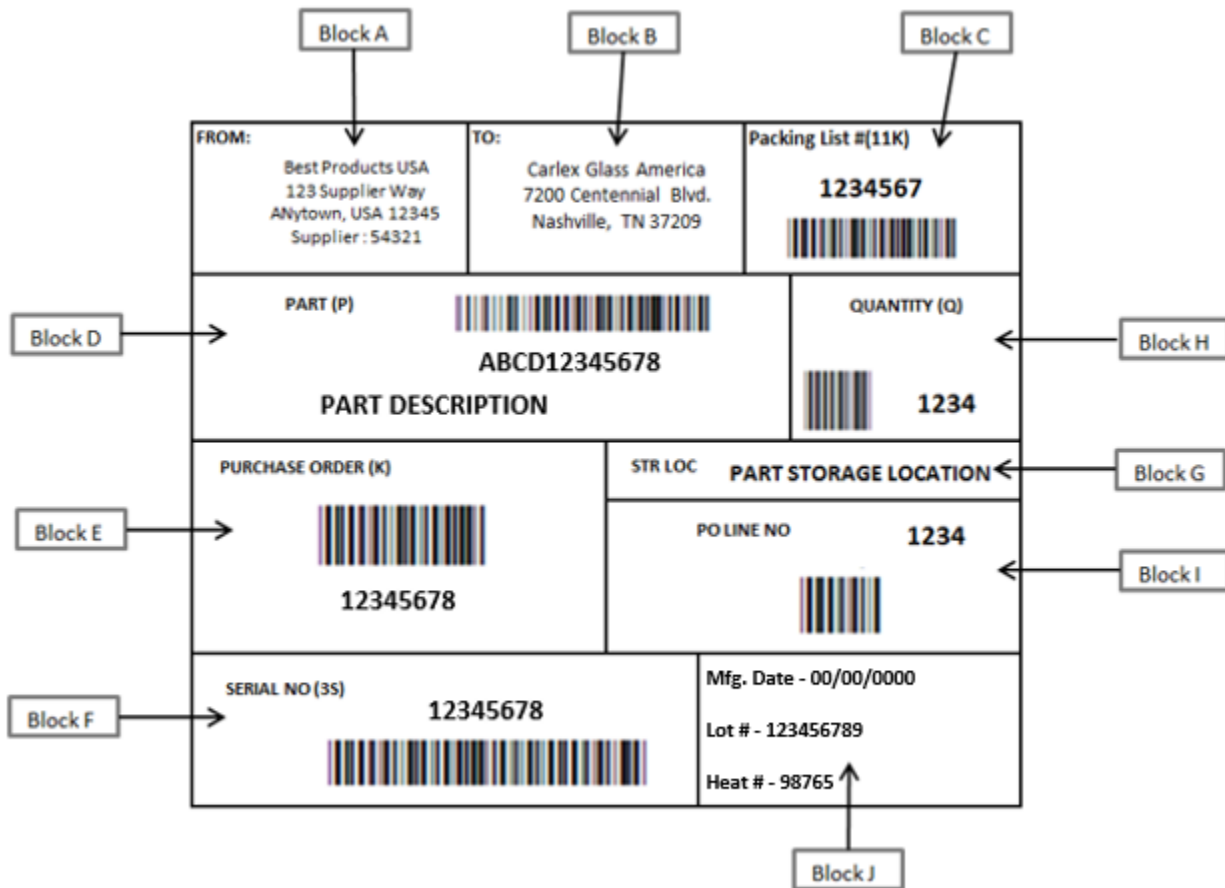 Block A
Block B
Block C
FROM:
Best Products USA
123 Supplier Way
ANytown, USA 12345
Supplier : 54321
TO:
Carlex Glass America
7200 Centennial Blvd.
Nashville, TN 37209
Packing List #(11K)
1234567
Block D
PART (P)
ABCD12345678
PART DESCRIPTION
QUANTITY (Q)
1234
Block H
PURCHASE ORDER (K)
12345678
Block E
STR LOC PART STORAGE LOCATION
Block G
PO LINE NO 1234
Block I
Block F
SERIAL NO (3S)
12345678
Mfg. Date - 00/00/0000
Lot # - 123456789
Heat # - 98765
Block J